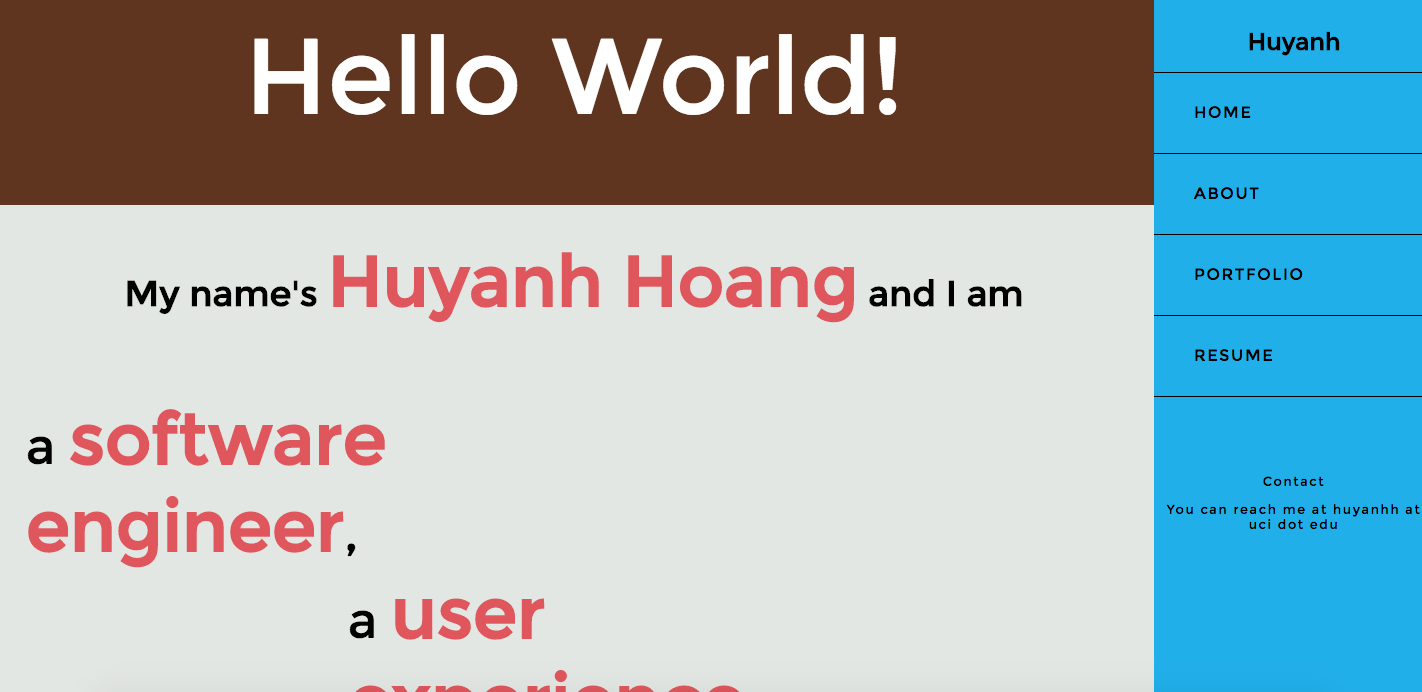 Hello World!
My name's Huyanh Hoang and I am
a software
engineer,
a user
experience
Huyanh
HOME
ABOUT
PORTFOLIO
RESUME
Contact
You can reach me at huyanhh at
uci dot edu